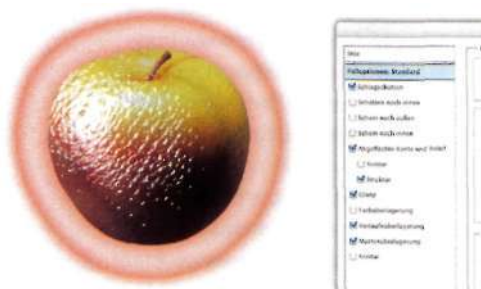 Stile
Fülloptionen: Standard
Schlagschatten
Schatten nach innen
Schein nach außen
Schein nach innen
Abgeflachte Kante und Relief
Kontur
Struktur
Glanz
Farbüberlagerung
Verlaufsüberlagerung
Musterüberlagerung
Kontur